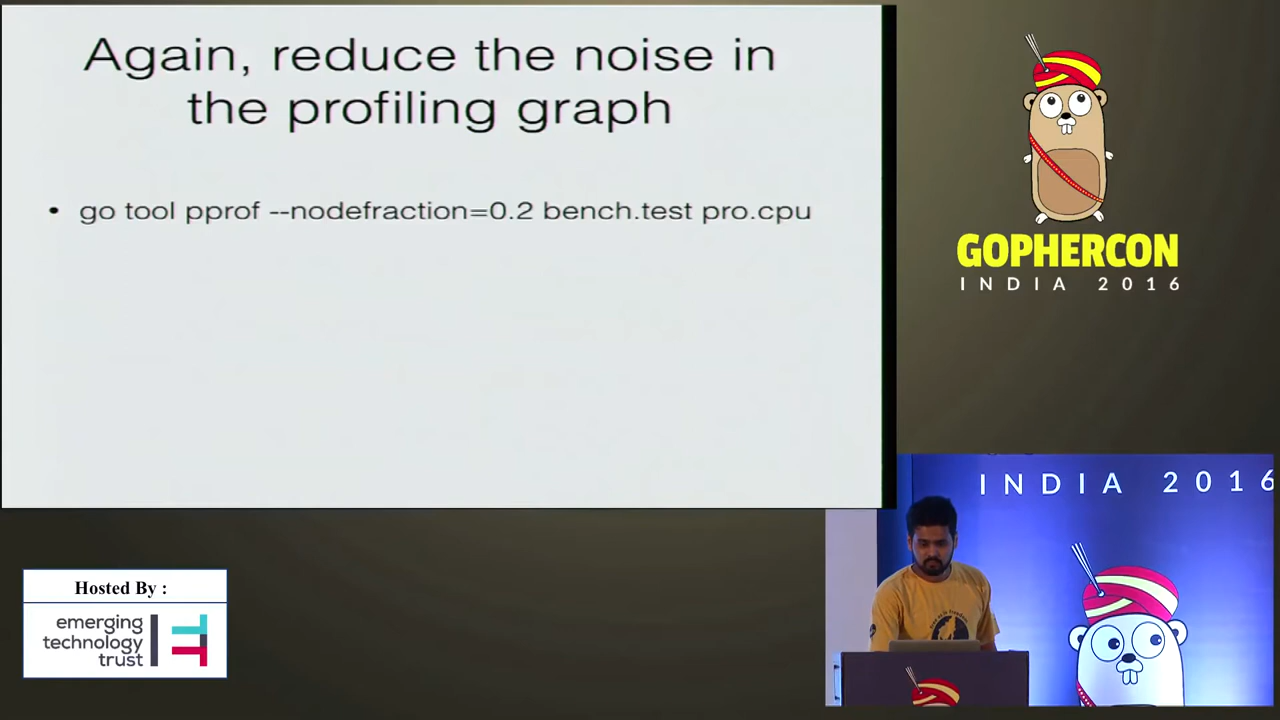 Again, reduce the noise in
the profiling graph
• go tool pprof --nodefraction=0.2 bench.test pro.cpu
GOPHERCON
INDIA 2016
INDIA 2016
Hosted By :
emerging
technology
trust